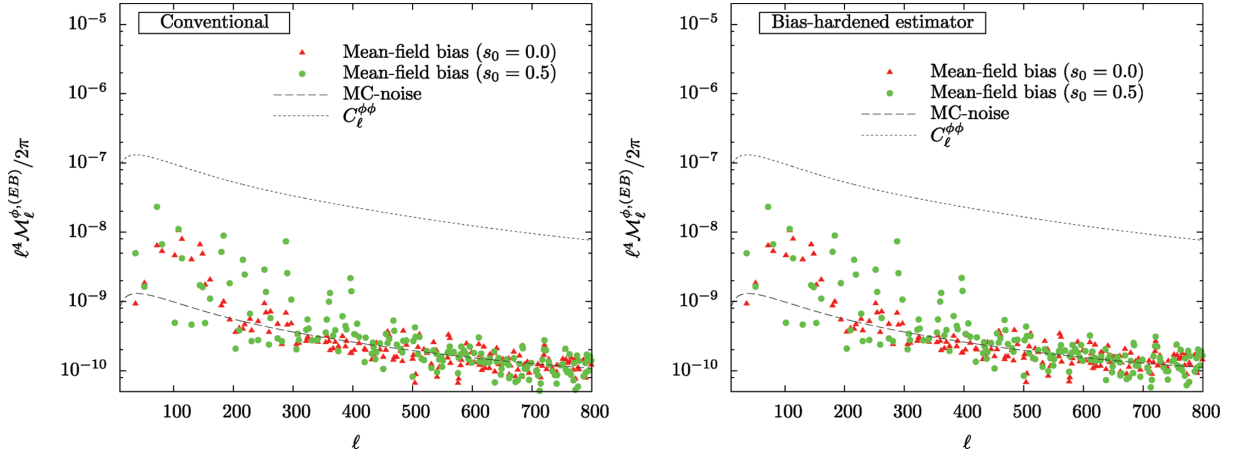 Conventional
Mean-field bias (s₀ = 0.0)
Mean-field bias (s₀ = 0.5)
MC-noise
C_ℓ^{ϕϕ}
ℓ⁴ℳ_ℓ^{ϕ,(EB)}/2π
10⁻⁵
10⁻⁶
10⁻⁷
10⁻⁸
10⁻⁹
10⁻¹⁰
100 200 300 400 500 600 700 800
ℓ
Bias-hardened estimator
Mean-field bias (s₀ = 0.0)
Mean-field bias (s₀ = 0.5)
MC-noise
C_ℓ^{ϕϕ}
ℓ⁴ℳ_ℓ^{ϕ,(EB)}/2π
10⁻⁵
10⁻⁶
10⁻⁷
10⁻⁸
10⁻⁹
10⁻¹⁰
100 200 300 400 500 600 700 800
ℓ